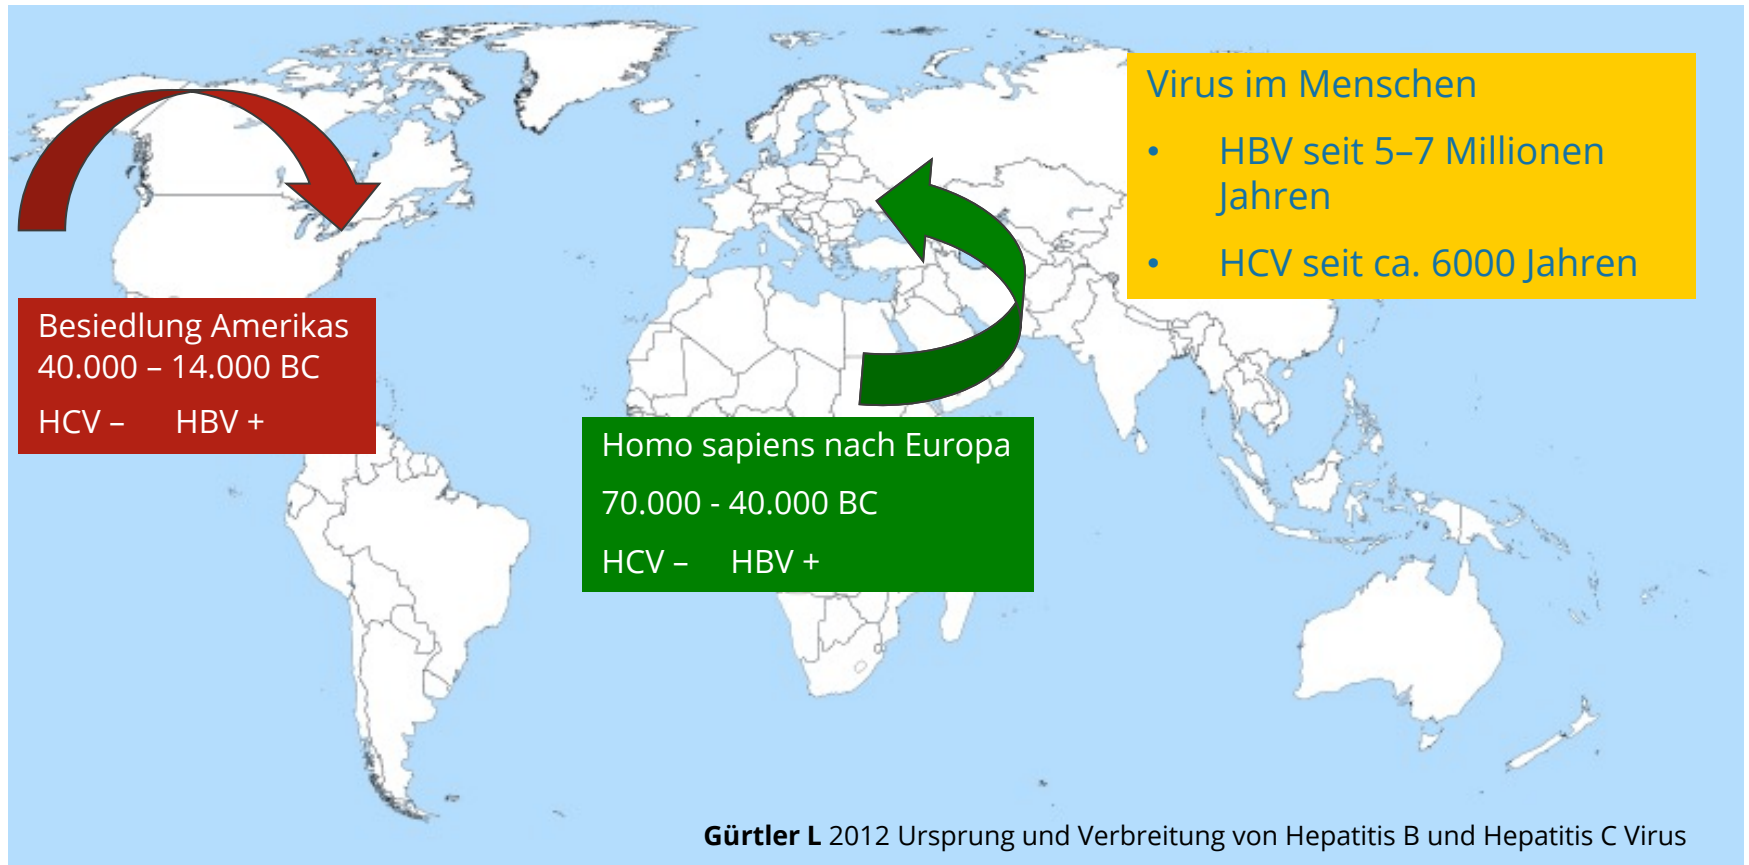 Virus im Menschen
• HBV seit 5–7 Millionen
Jahren
• HCV seit ca. 6000 Jahren
Besiedlung Amerikas
40.000 – 14.000 BC
HCV – HBV +
Homo sapiens nach Europa
70.000 - 40.000 BC
HCV – HBV +
Gürtler L 2012 Ursprung und Verbreitung von Hepatitis B und Hepatitis C Virus